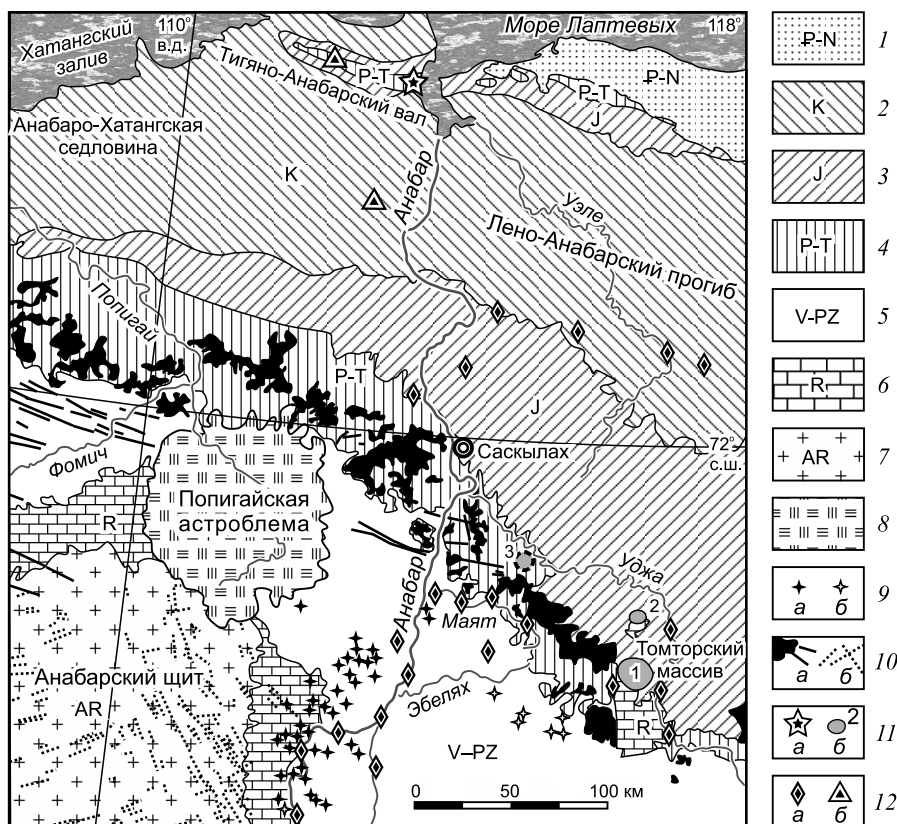 Хатангский
залив
110°
в.д.
Море Лаптевых
118°
Тигяно-Анабарский вал
P-T
P-N
P-T
J
Анабаро-Хатангская
седловина
K
Анабар
Уэле
Лено-Анабарский прогиб
Попигай
P-T
J
Саскылах
72°
с.ш.
Фомич
R
Попигайская
астроблема
3
Анабар
Маят
Уджа
2
Томторский
массив
1
Анабарский щит
AR
Эбелях
R
V–PZ
0 50 100 км
P-N 1
K 2
J 3
P-T 4
V-PZ 5
R 6
AR 7
8
а б 9
а б 10
2
а б 11
а б 12